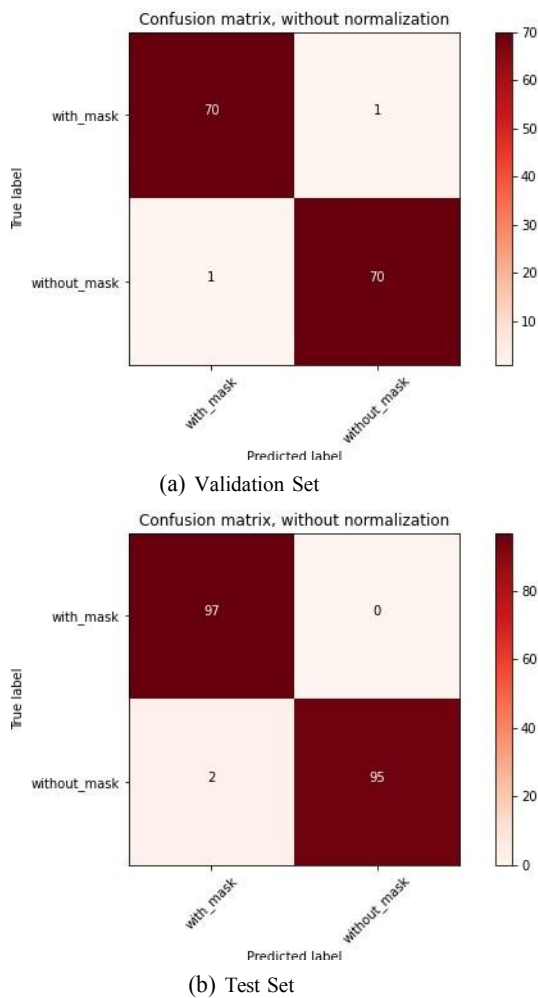 Confusion matrix, without normalization
70
with_mask
70
1
60
50
40
True label
30
without_mask
1
70
20
10
with_mask
without_mask
Predicted label
(a) Validation Set
Confusion matrix, without normalization
with_mask
97
0
80
60
True label
40
without_mask
2
95
20
0
with_mask
without_mask
Predicted label
(b) Test Set